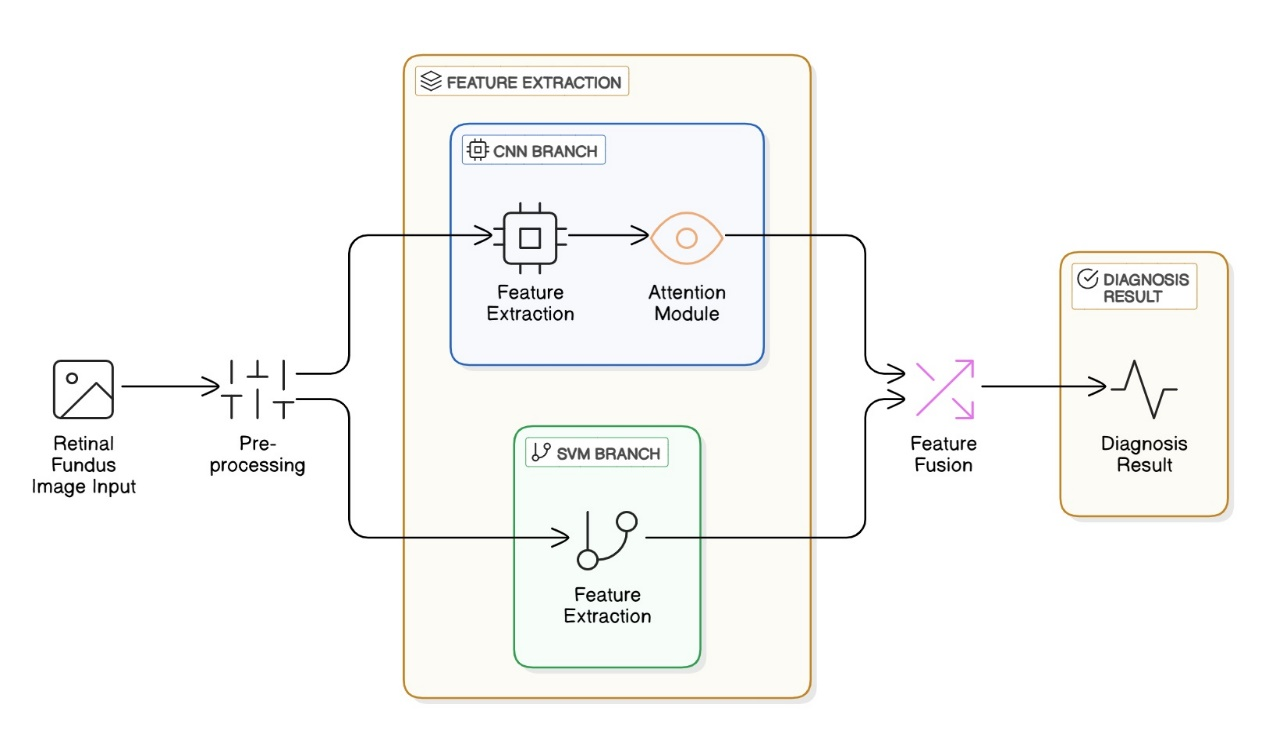 FEATURE EXTRACTION
CNN BRANCH
Feature
Extraction
Attention
Module
DIAGNOSIS
RESULT
Retinal
Fundus
Image Input
Pre-
processing
SVM BRANCH
Feature
Extraction
Feature
Fusion
Diagnosis
Result